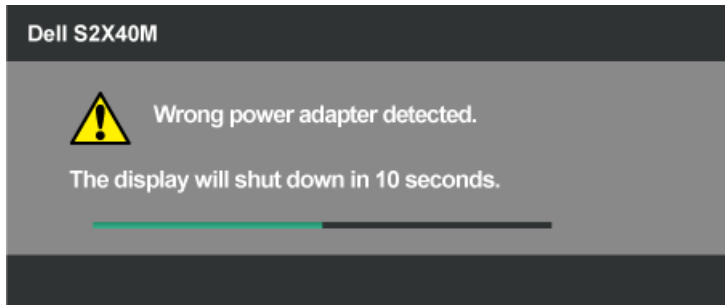 Dell S2X40M
Wrong power adapter detected.
The display will shut down in 10 seconds.